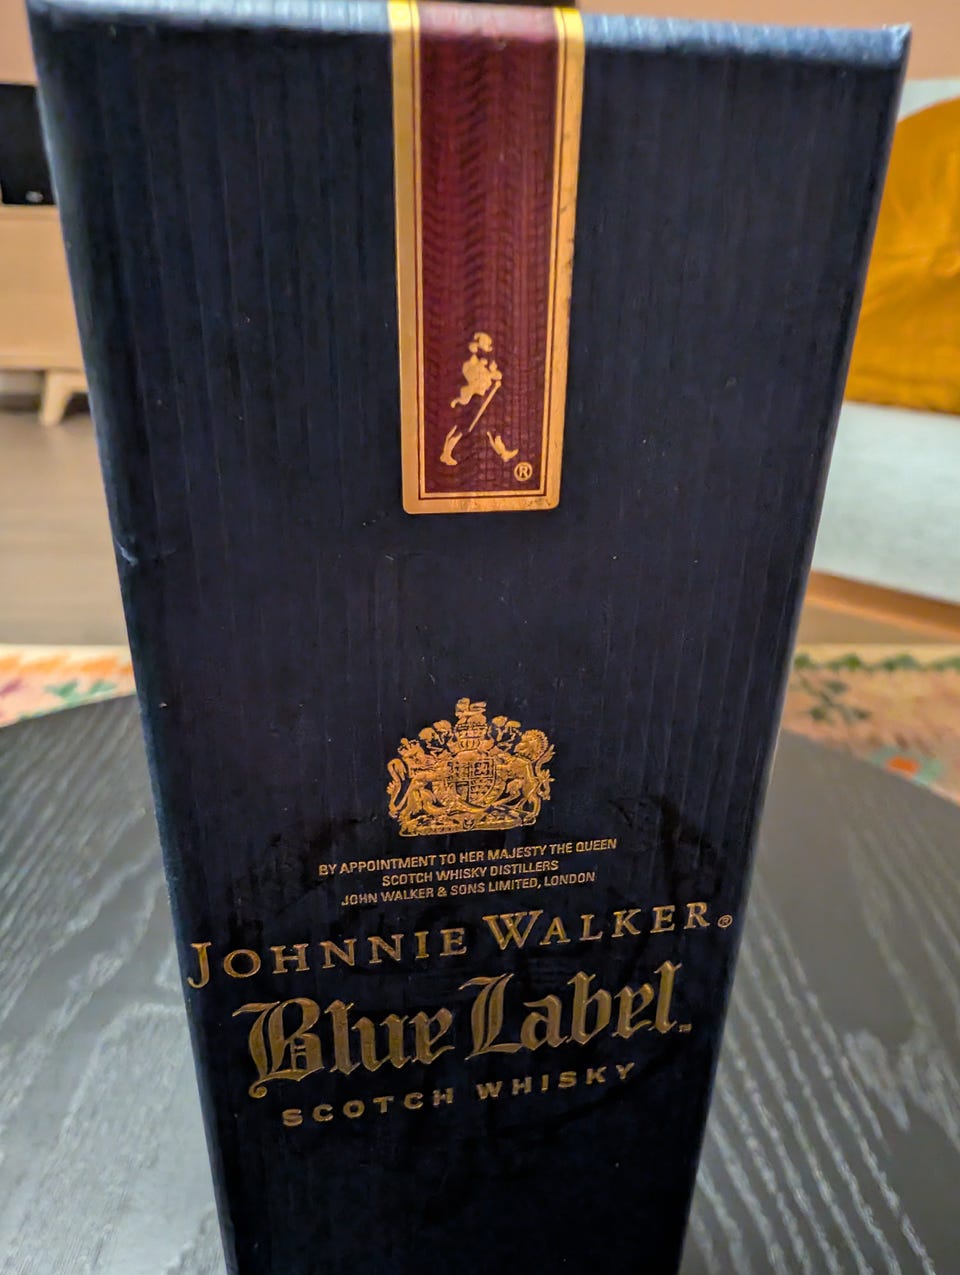 ®
BY APPOINTMENT TO HER MAJESTY THE QUEEN
SCOTCH WHISKY DISTILLERS
JOHN WALKER & SONS LIMITED, LONDON
JOHNNIE WALKER®
Blue Label™
SCOTCH WHISKY